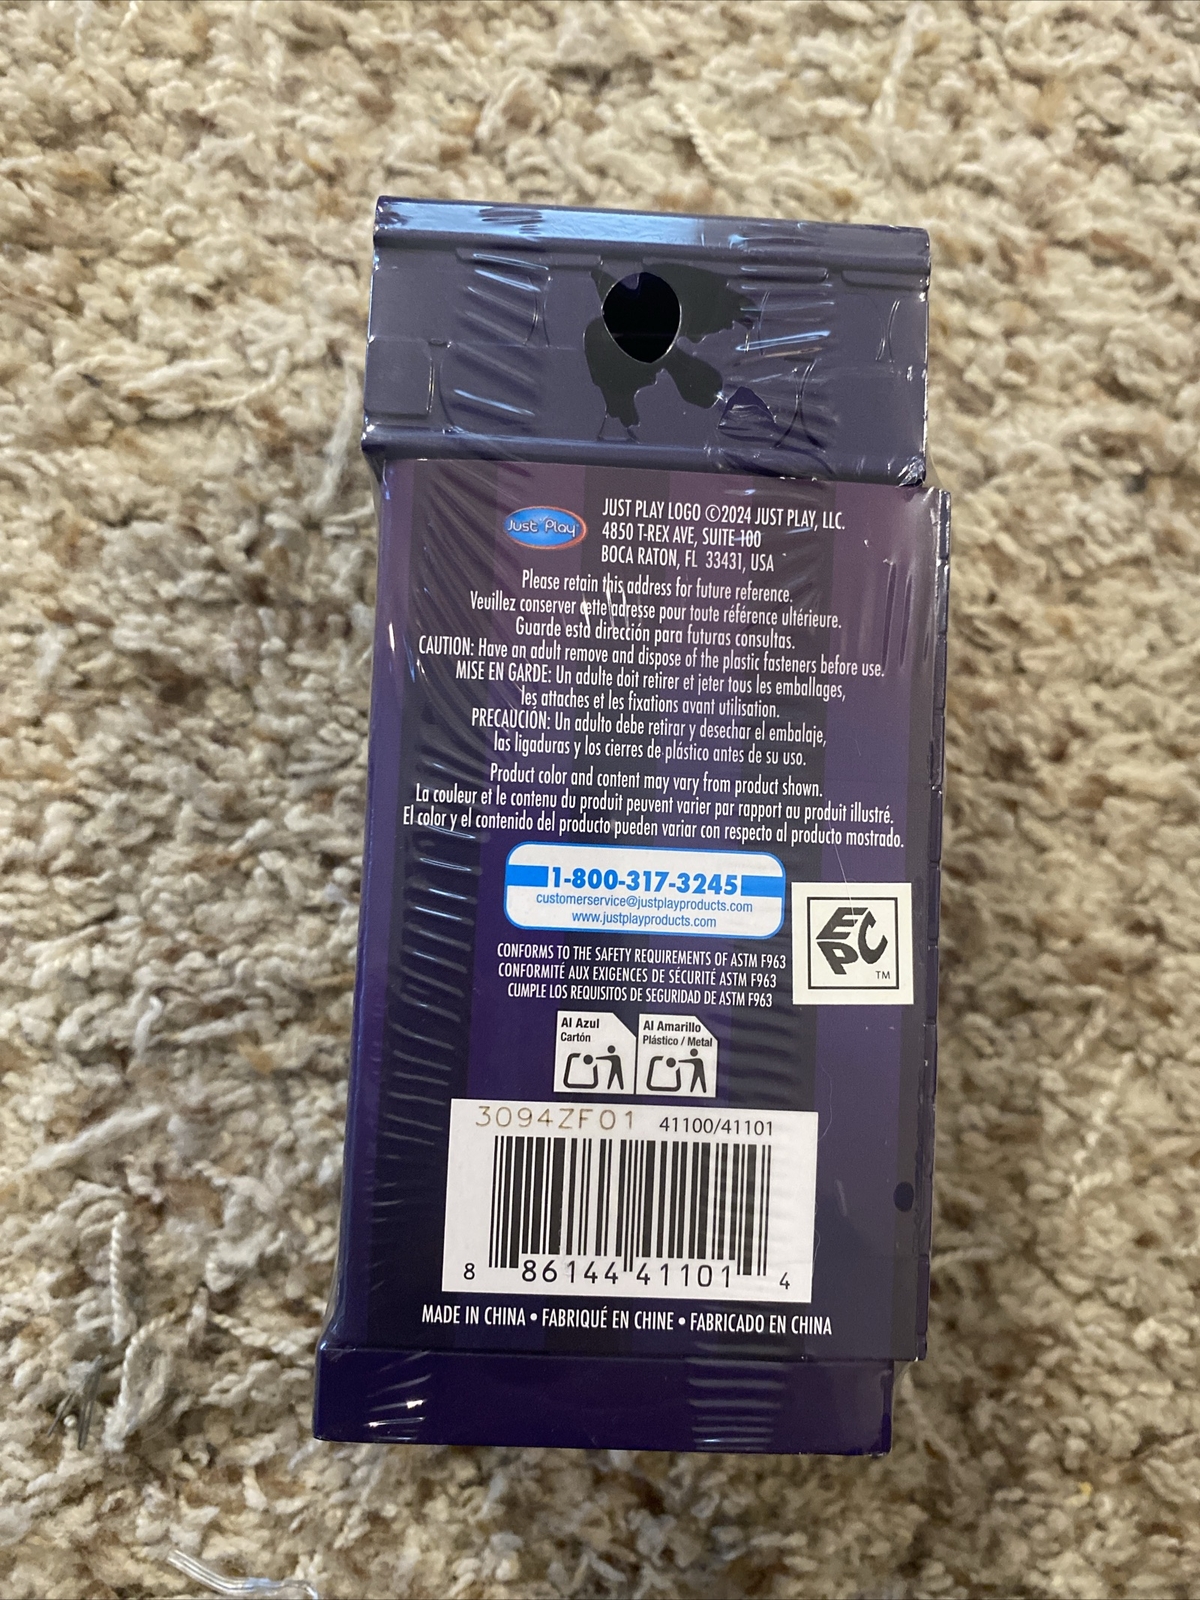 Just Play
JUST PLAY LOGO ©2024 JUST PLAY, LLC.
4850 T-REX AVE, SUITE 100
BOCA RATON, FL 33431, USA
Please retain this address for future reference.
Veuillez conserver cette adresse pour toute référence ultérieure.
Guarde esta dirección para futuras consultas.
CAUTION: Have an adult remove and dispose of the plastic fasteners before use.
MISE EN GARDE: Un adulte doit retirer et jeter tous les emballages,
les attaches et les fixations avant utilisation.
PRECAUCIÓN: Un adulto debe retirar y desechar el embalaje,
las ligaduras y los cierres de plástico antes de su uso.
Product color and content may vary from product shown.
La couleur et le contenu du produit peuvent varier par rapport au produit illustré.
El color y el contenido del producto pueden variar con respecto al producto mostrado.
1-800-317-3245
customerservice@justplayproducts.com
www.justplayproducts.com
EPC
TM
CONFORMS TO THE SAFETY REQUIREMENTS OF ASTM F963
CONFORMITÉ AUX EXIGENCES DE SÉCURITÉ ASTM F963
CUMPLE LOS REQUISITOS DE SEGURIDAD DE ASTM F963
Al Azul
Cartón
Al Amarillo
Plástico / Metal
3094ZF01 41100/41101
8 86144 41101 4
MADE IN CHINA • FABRIQUÉ EN CHINE • FABRICADO EN CHINA